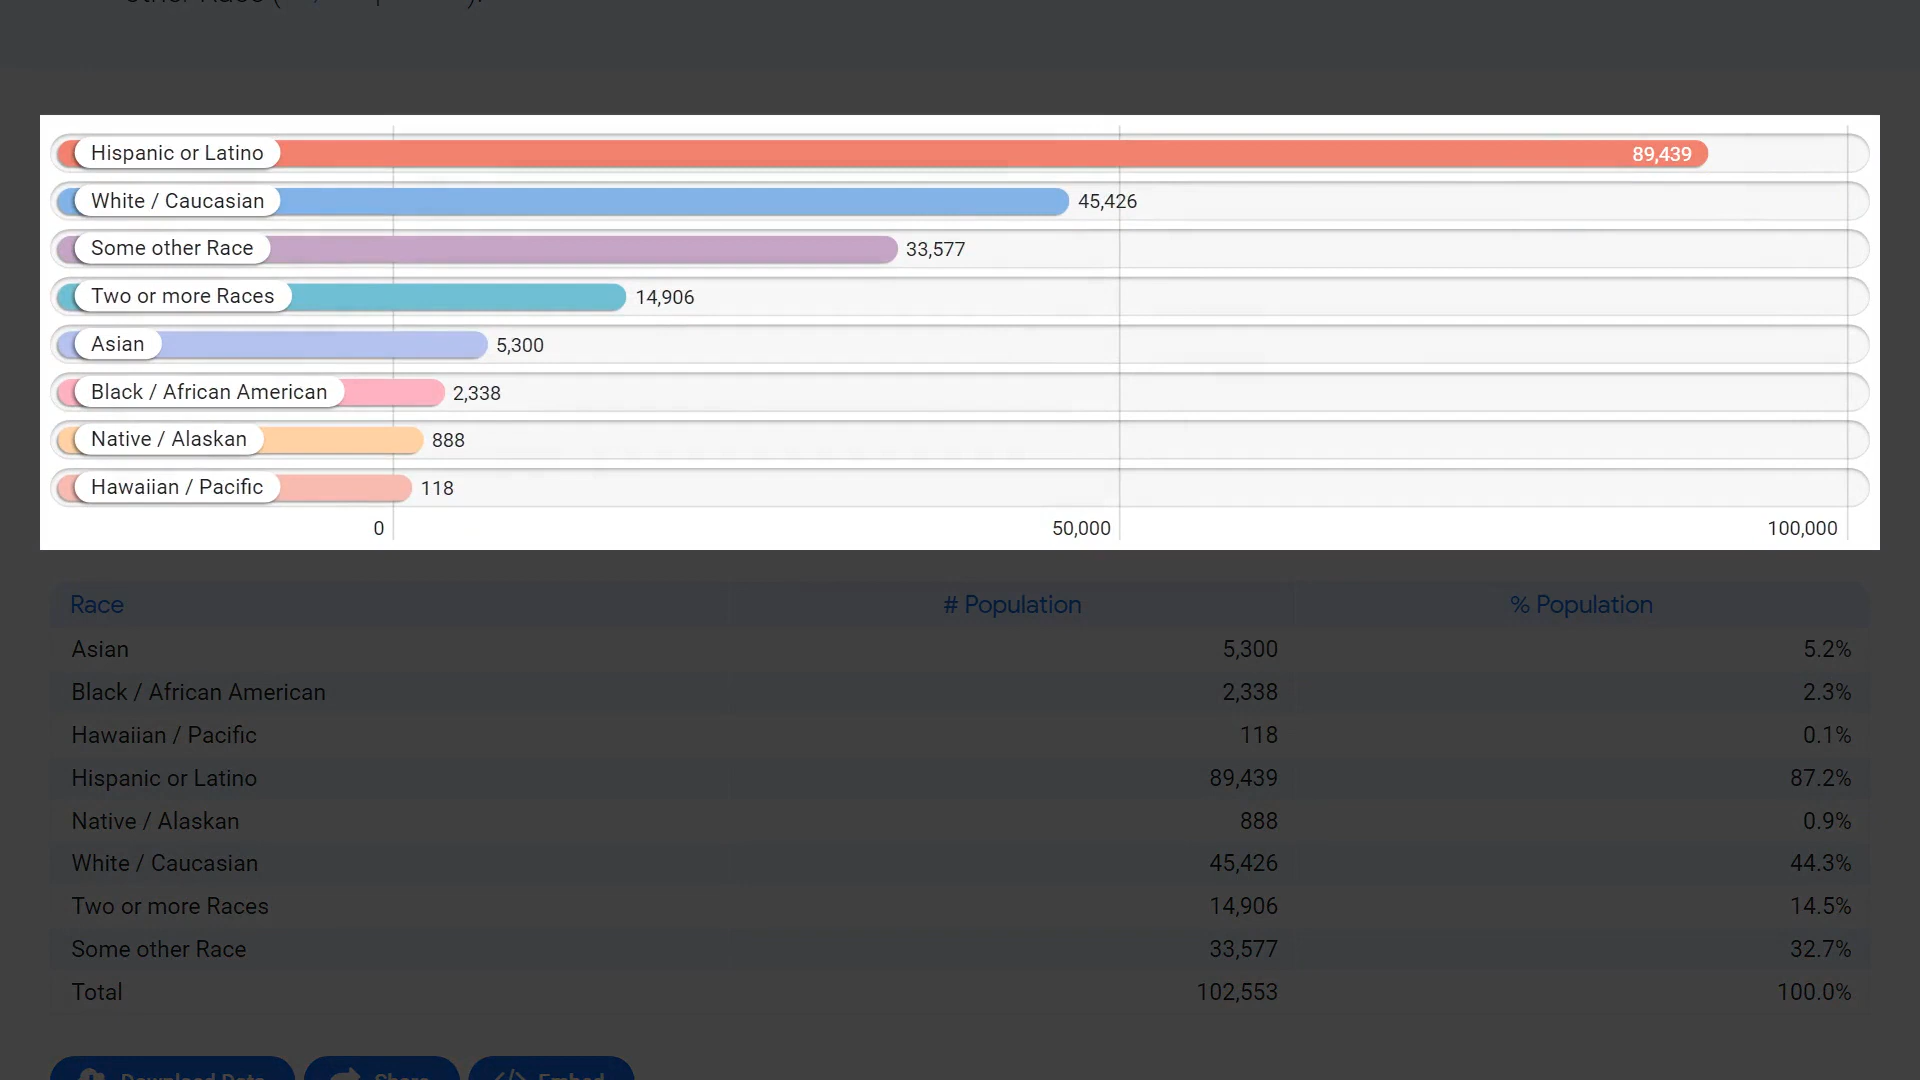 Hispanic or Latino 89,439
White / Caucasian 45,426
Some other Race 33,577
Two or more Races 14,906
Asian 5,300
Black / African American 2,338
Native / Alaskan 888
Hawaiian / Pacific 118
0 50,000 100,000
Race # Population % Population
Asian 5,300 5.2%
Black / African American 2,338 2.3%
Hawaiian / Pacific 118 0.1%
Hispanic or Latino 89,439 87.2%
Native / Alaskan 888 0.9%
White / Caucasian 45,426 44.3%
Two or more Races 14,906 14.5%
Some other Race 33,577 32.7%
Total 102,553 100.0%
Download Data Share </> Embed